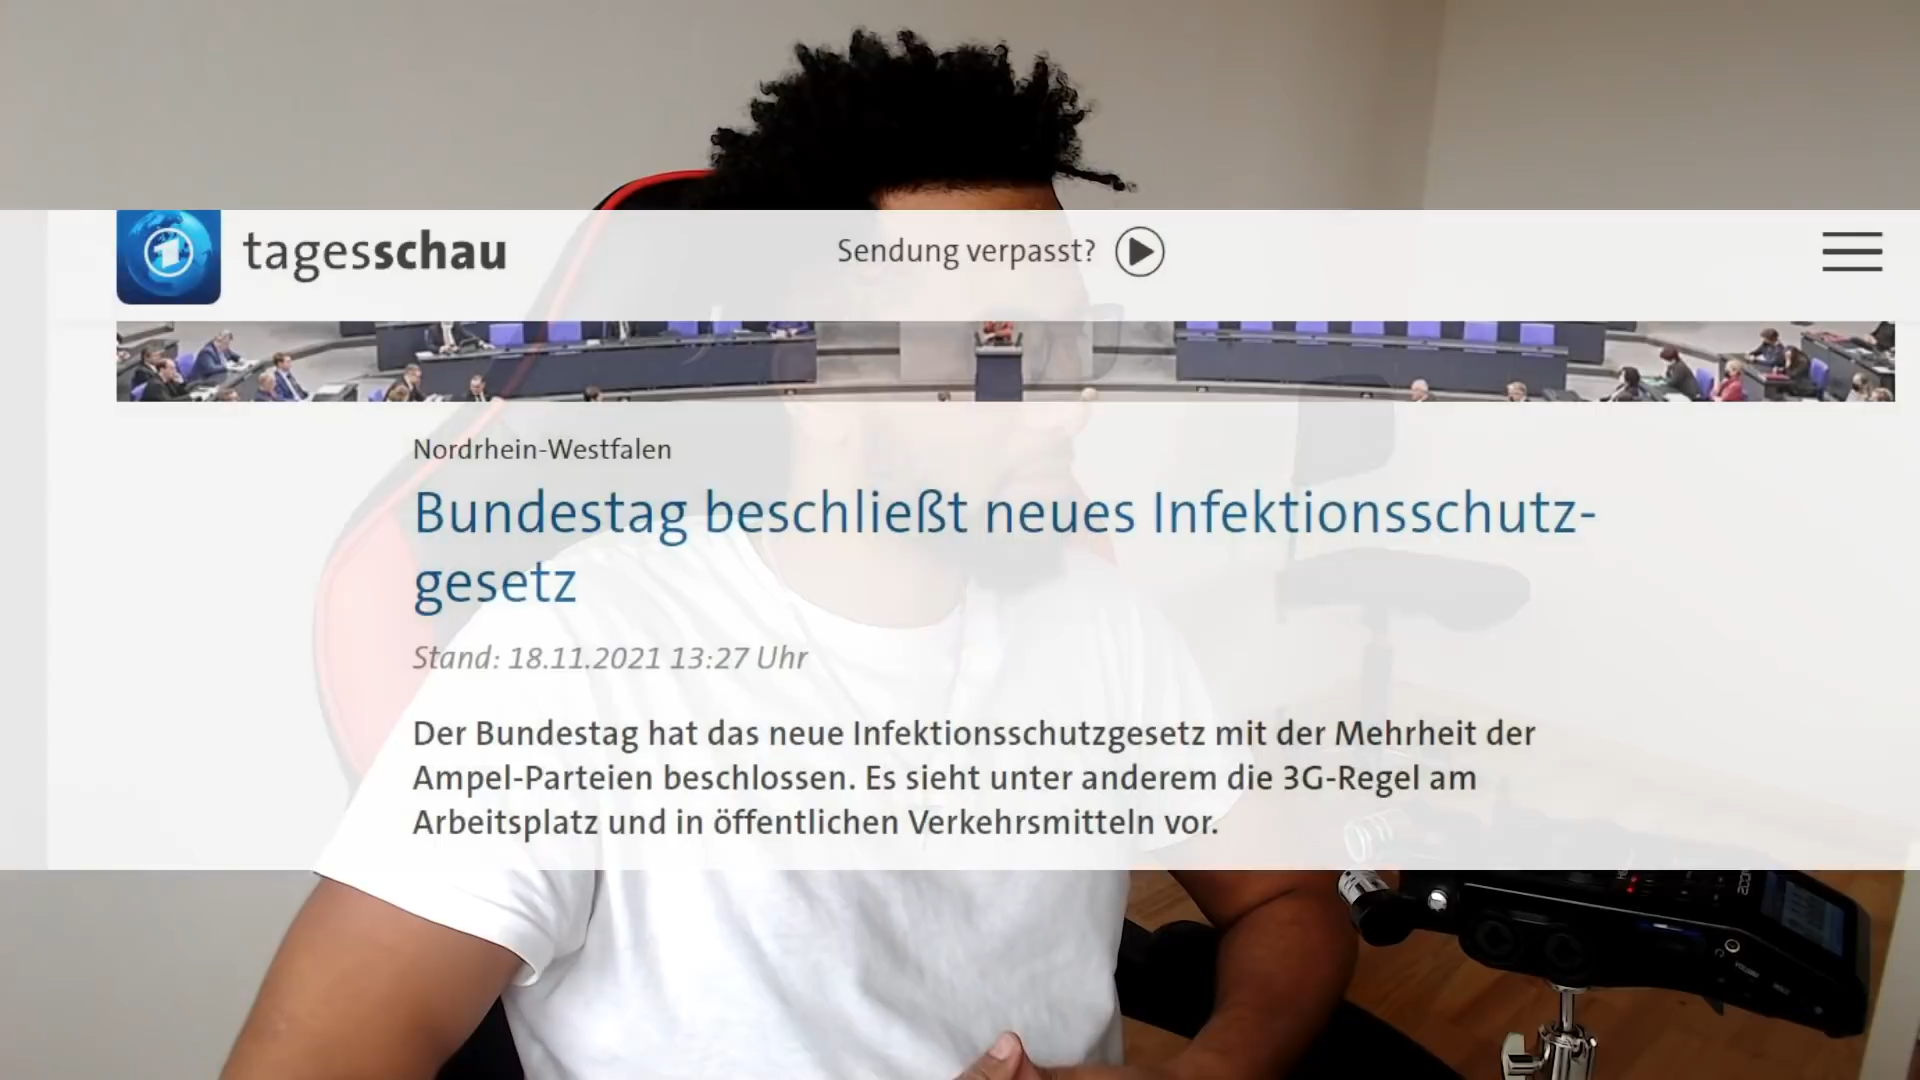 tagesschau
Sendung verpasst?
Nordrhein-Westfalen
Bundestag beschließt neues Infektionsschutz-
gesetz
Stand: 18.11.2021 13:27 Uhr
Der Bundestag hat das neue Infektionsschutzgesetz mit der Mehrheit der
Ampel-Parteien beschlossen. Es sieht unter anderem die 3G-Regel am
Arbeitsplatz und in öffentlichen Verkehrsmitteln vor.